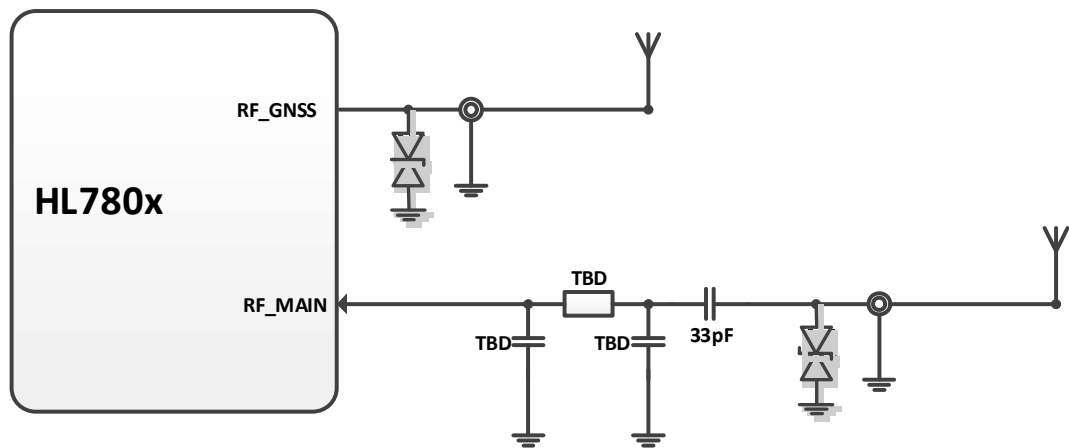 RF_GNSS
HL780x
RF_MAIN
TBD
TBD
TBD
33pF